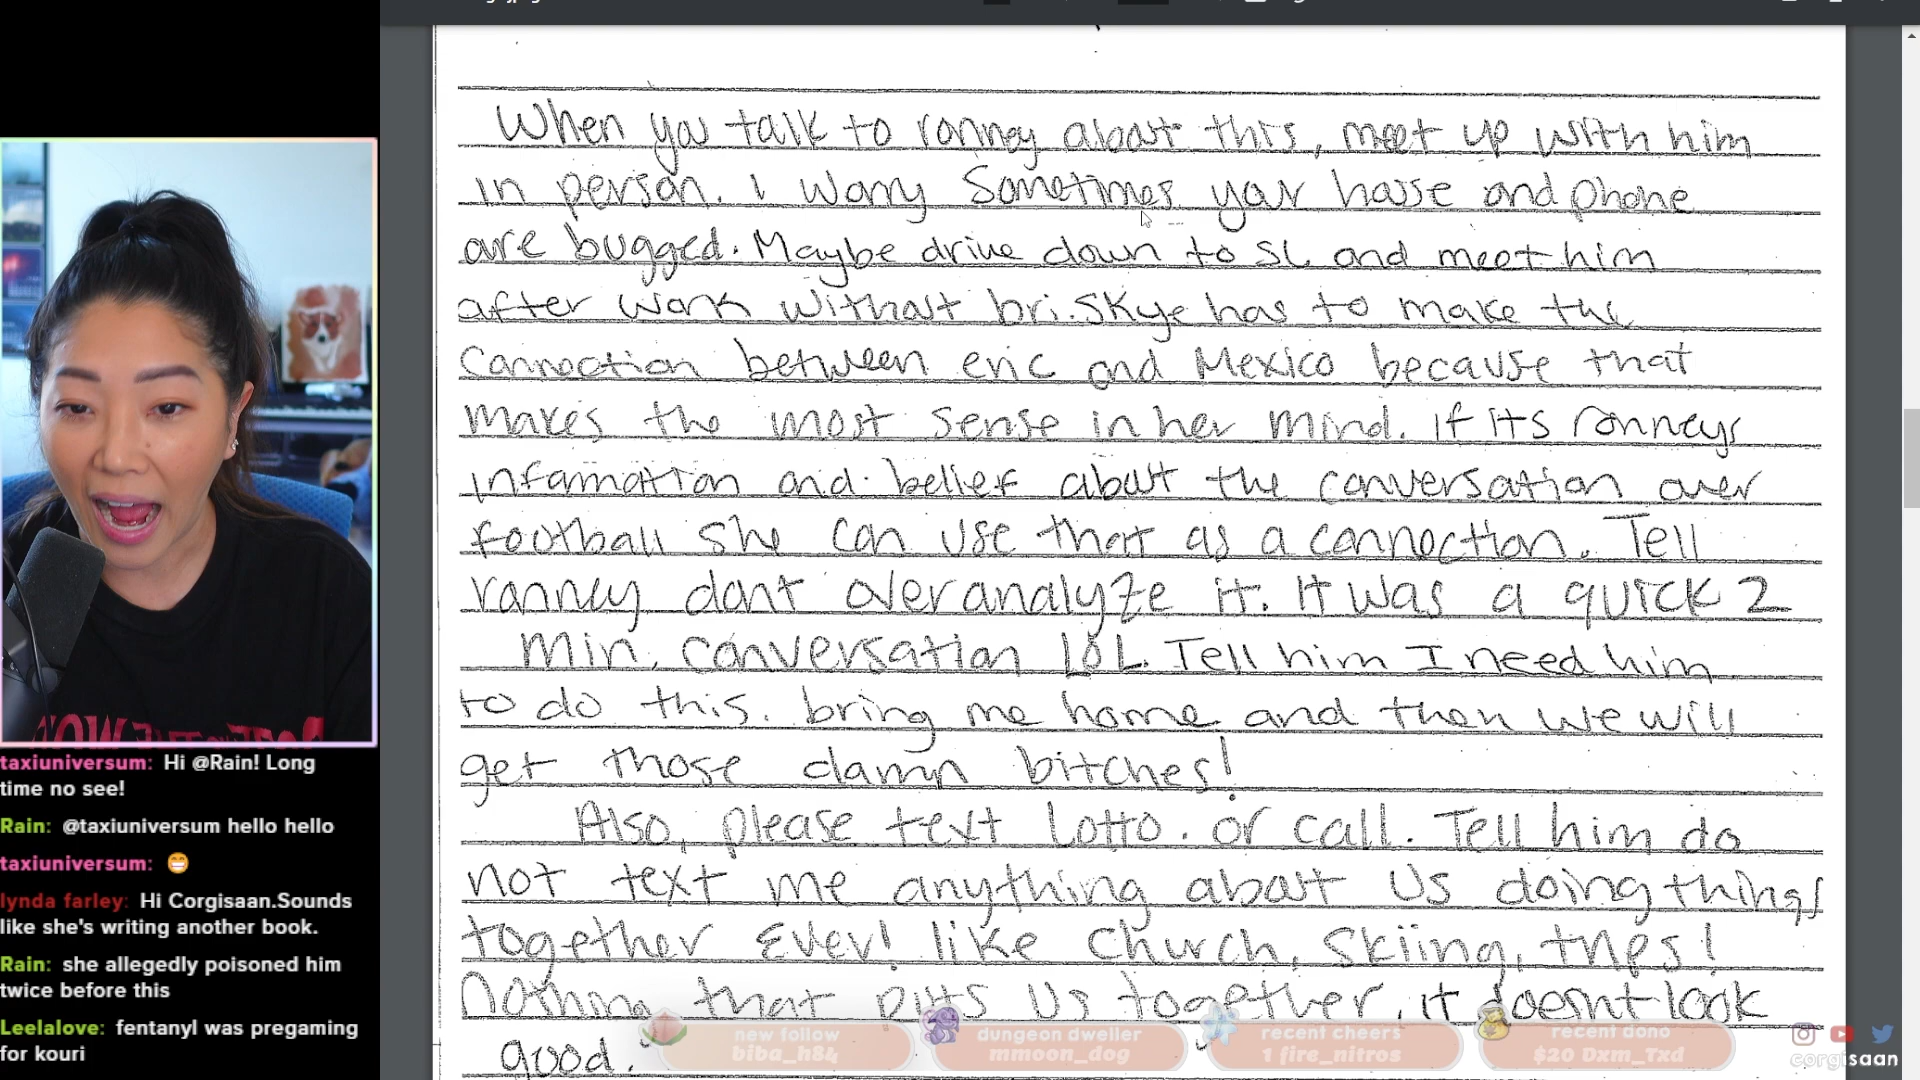 When you talk to ronney about this, meet up with him
in person. I worry sometimes your house and phone
are bugged. Maybe drive down to SL and meet him
after work without bri. Skye has to make the
connection between eric and Mexico because that
makes the most sense in her mind. If its ronneys
information and belief about the conversation over
football she can use that as a connection. Tell
ronney dont over analyze it. It was a quick 2
min. conversation LOL. Tell him I need him
to do this. bring me home and then we will
get those damn bitches!
Also, please text Lotto. or call. Tell him do
not text me anything about us doing things
together Ever! like church, skiing, trips!
Nothing that puts us together, it doesnt look
good.
taxiuniversum: Hi @Rain! Long
time no see!
Rain: @taxiuniversum hello hello
taxiuniversum: 😁
lynda farley: Hi Corgisaan.Sounds
like she's writing another book.
Rain: she allegedly poisoned him
twice before this
Leelalove: fentanyl was pregaming
for kouri
new follow
biba_h84
dungeon dweller
mmoon_dog
recent cheers
1 fire_nitros
recent dono
$20 Dxm_Txd
corgisaan